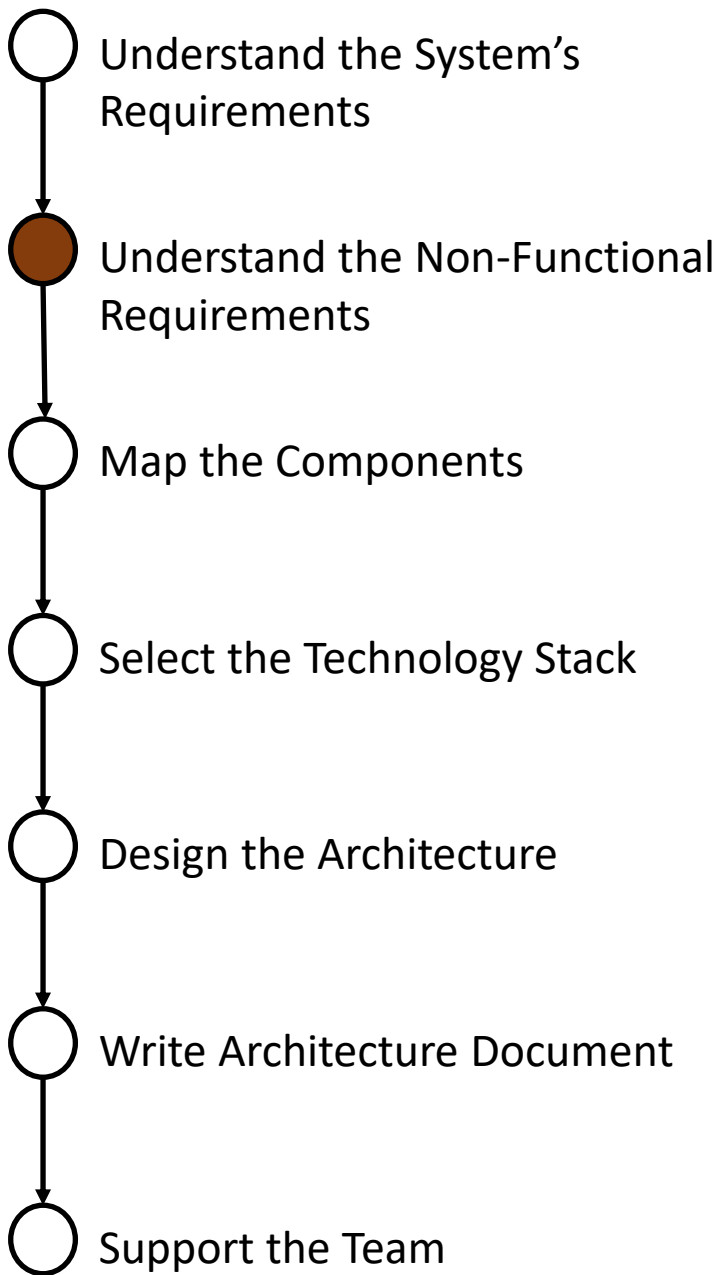 Understand the System’s
Requirements
Understand the Non-Functional
Requirements
Map the Components
Select the Technology Stack
Design the Architecture
Write Architecture Document
Support the Team